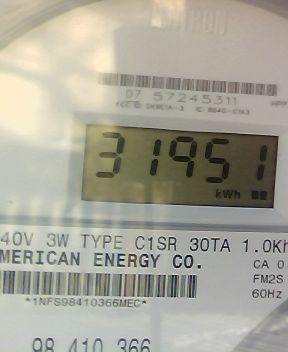 07 57245311
31951
kWh
40V 3W TYPE C1SR 30TA 1.0Kh
MERICAN ENERGY CO.
CA 0
FM2S
60Hz
*1NFS98410366MEC*
98 410 366